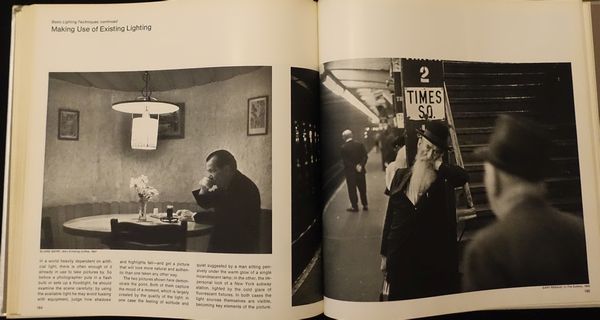 Basic Lighting Techniques: continued
Making Use of Existing Lighting
2
TIMES
SQ.
In a world heavily dependent on artifi-
cial light, there is often enough of it
already in use to take pictures by. So
before a photographer puts in a flash
bulb or sets up a floodlight, he should
examine the scene carefully; by using
the available light he may avoid hassling
with equipment, judge how shadows
and highlights fall—and get a picture
that will look more natural and authen-
tic than one taken any other way.
The two pictures shown here demon-
strate the point. Both of them capture
the mood of a moment, which is largely
created by the quality of the light: in
one case the feeling of solitude and
quiet suggested by a man sitting pen-
sively under the warm glow of a single
incandescent lamp; in the other, the im-
personal look of a New York subway
station, lighted by the cold glare of
fluorescent fixtures. In both cases the
light sources themselves are visible,
becoming key elements of the picture.
184
185